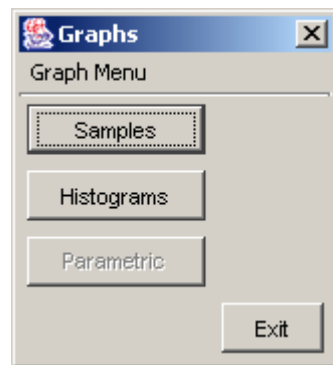 Graphs
Graph Menu
Samples
Histograms
Parametric
Exit